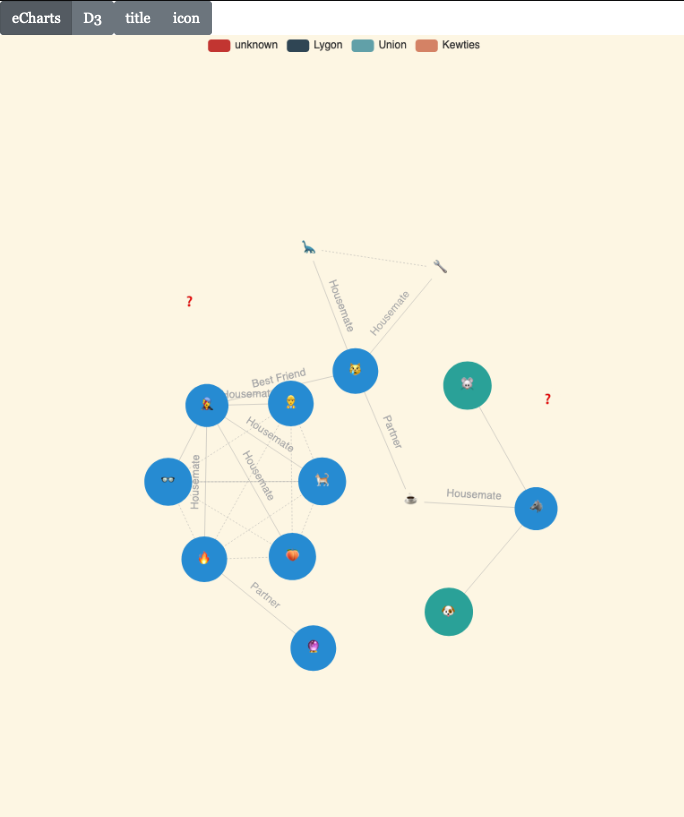 eCharts D3 title icon
unknown Lygon Union Kewties
Housemate
Housemate
?
Best Friend
Housemate
?
Partner
Housemate
Housemate
Housemate
Housemate
Partner